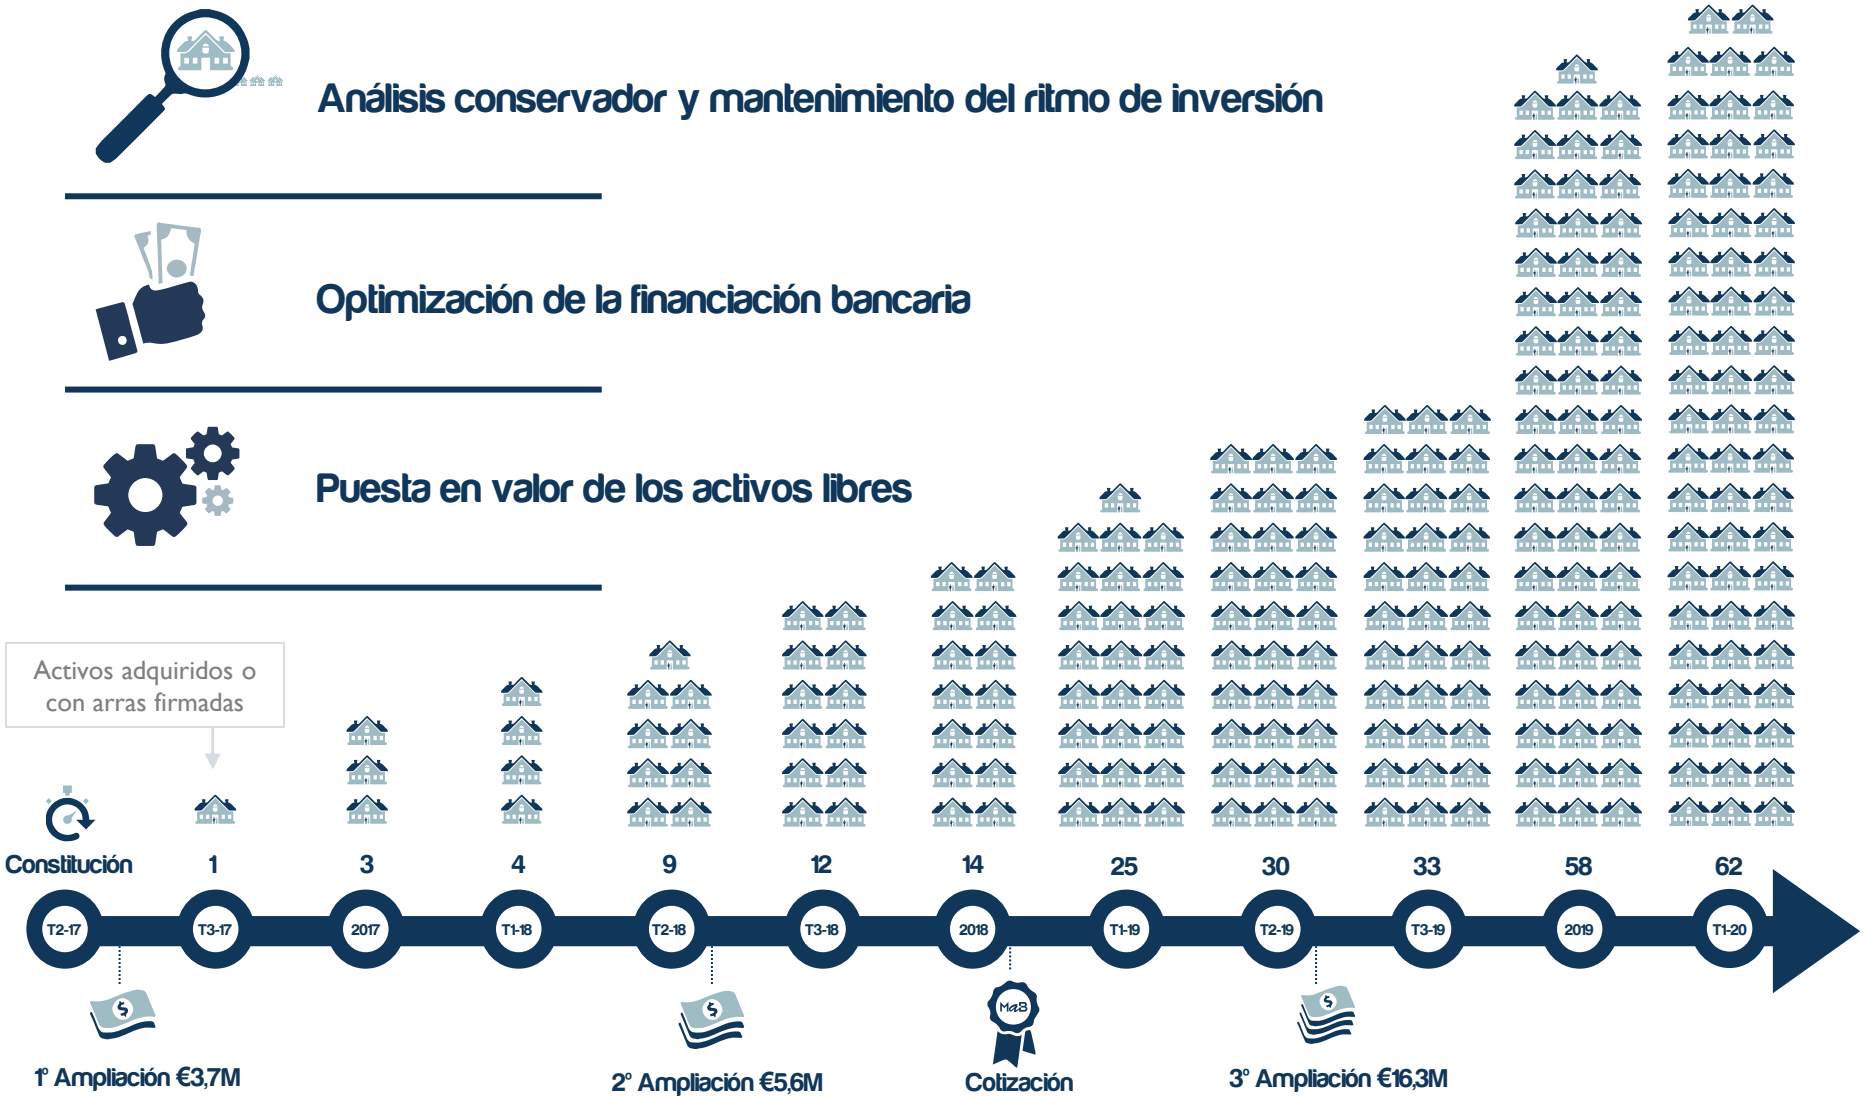 Análisis conservador y mantenimiento del ritmo de inversión
Optimización de la financiación bancaria
Puesta en valor de los activos libres
Activos adquiridos o
con arras firmadas
Constitución 1 3 4 9 12 14 25 30 33 58 62
T2-17 T3-17 2017 T1-18 T2-18 T3-18 2018 T1-19 T2-19 T3-19 2019 T1-20
$ $ MaB $
1º Ampliación €3,7M 2º Ampliación €5,6M Cotización 3º Ampliación €16,3M